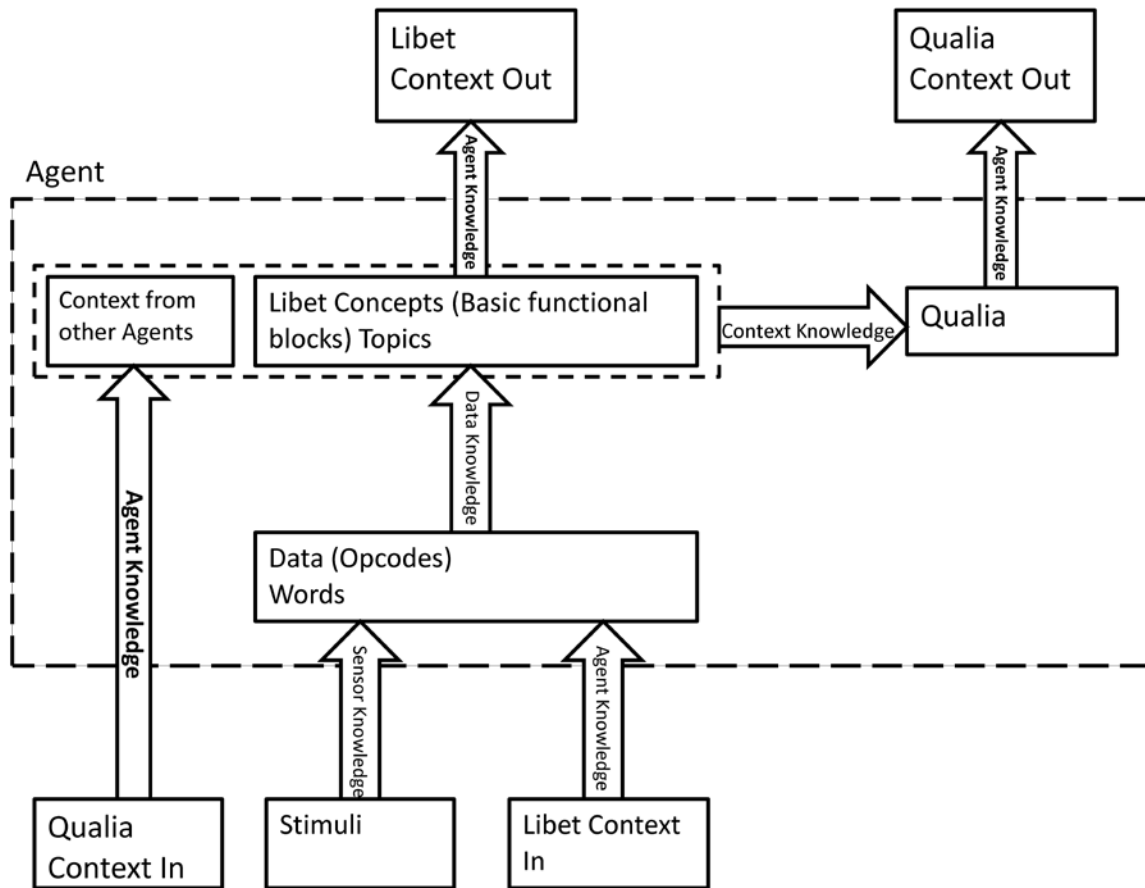 Libet
Context Out
Qualia
Context Out
Agent Knowledge
Agent Knowledge
Agent
Context from
other Agents
Libet Concepts (Basic functional
blocks) Topics
Context Knowledge
Qualia
Data Knowledge
Agent Knowledge
Data (Opcodes)
Words
Sensor Knowledge
Agent Knowledge
Qualia
Context In
Stimuli
Libet Context
In